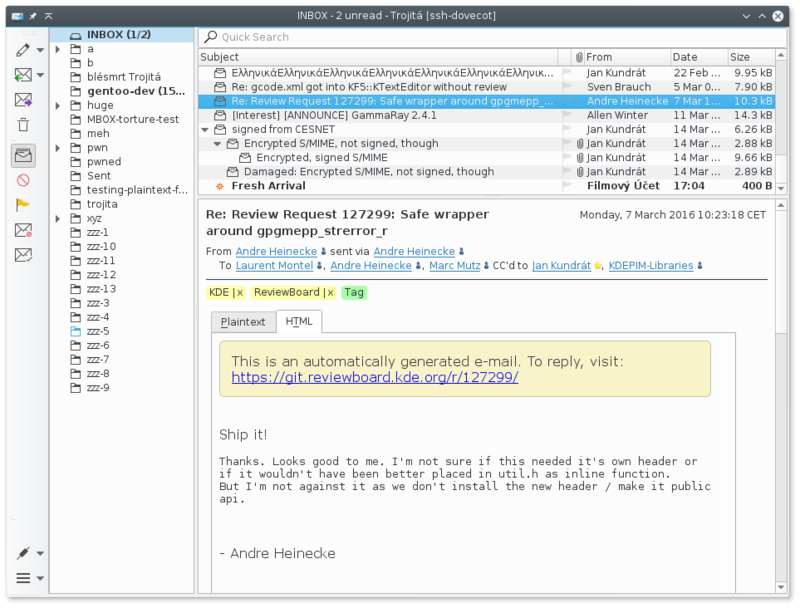 INBOX - 2 unread - Trojitá [ssh-dovecot]
INBOX (1/2)
a
b
blésmrt Trojitá
gentoo-dev (15...
huge
MBOX-torture-test
meh
pwn
pwned
Sent
testing-plaintext-f...
trojita
xyz
zzz-1
zzz-10
zzz-11
zzz-12
zzz-13
zzz-3
zzz-4
zzz-5
zzz-6
zzz-7
zzz-8
zzz-9
Quick Search
Subject From Date Size
ΕλληνικάΕλληνικάΕλληνικάΕλληνικάΕλληνικάΕλληνικ... Jan Kundrát 22 Feb ... 9.95 kB
Re: gcode.xml got into KF5::KTextEditor without review Sven Brauch 5 Mar 0... 7.90 kB
Re: Review Request 127299: Safe wrapper around gpgmepp_... Andre Heinecke 7 Mar 1... 10.3 kB
[Interest] [ANNOUNCE] GammaRay 2.4.1 Allen Winter 11 Mar ... 14.3 kB
signed from CESNET Jan Kundrát 14 Mar ... 6.26 kB
Encrypted S/MIME, not signed, though Jan Kundrát 14 Mar ... 2.88 kB
Encrypted, signed S/MIME Jan Kundrát 14 Mar ... 9.66 kB
Damaged: Encrypted S/MIME, not signed, though Jan Kundrát 14 Mar ... 2.89 kB
Fresh Arrival Filmový Účet 17:04 400 B
Re: Review Request 127299: Safe wrapper around gpgmepp_strerror_r
Monday, 7 March 2016 10:23:18 CET
From Andre Heinecke sent via Andre Heinecke
To Laurent Montel , Andre Heinecke , Marc Mutz CC'd to Jan Kundrát , KDEPIM-Libraries
KDE |x ReviewBoard |x Tag
Plaintext HTML
This is an automatically generated e-mail. To reply, visit:
https://git.reviewboard.kde.org/r/127299/
Ship it!
Thanks. Looks good to me. I'm not sure if this needed it's own header or
if it wouldn't have been better placed in util.h as inline function.
But I'm not against it as we don't install the new header / make it public
api.
- Andre Heinecke